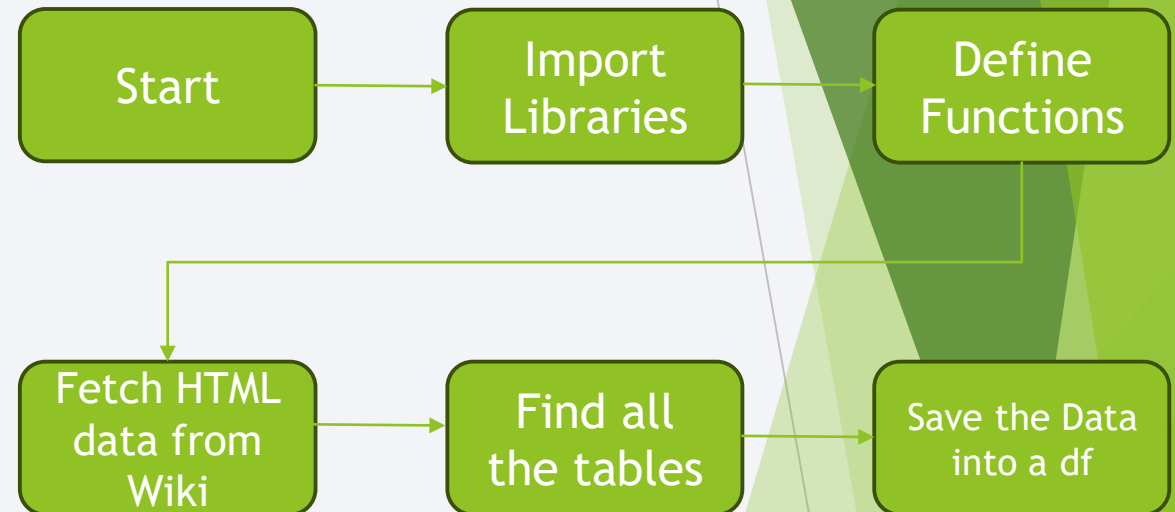 Start
Import
Libraries
Define
Functions
Fetch HTML
data from
Wiki
Find all
the tables
Save the Data
into a df